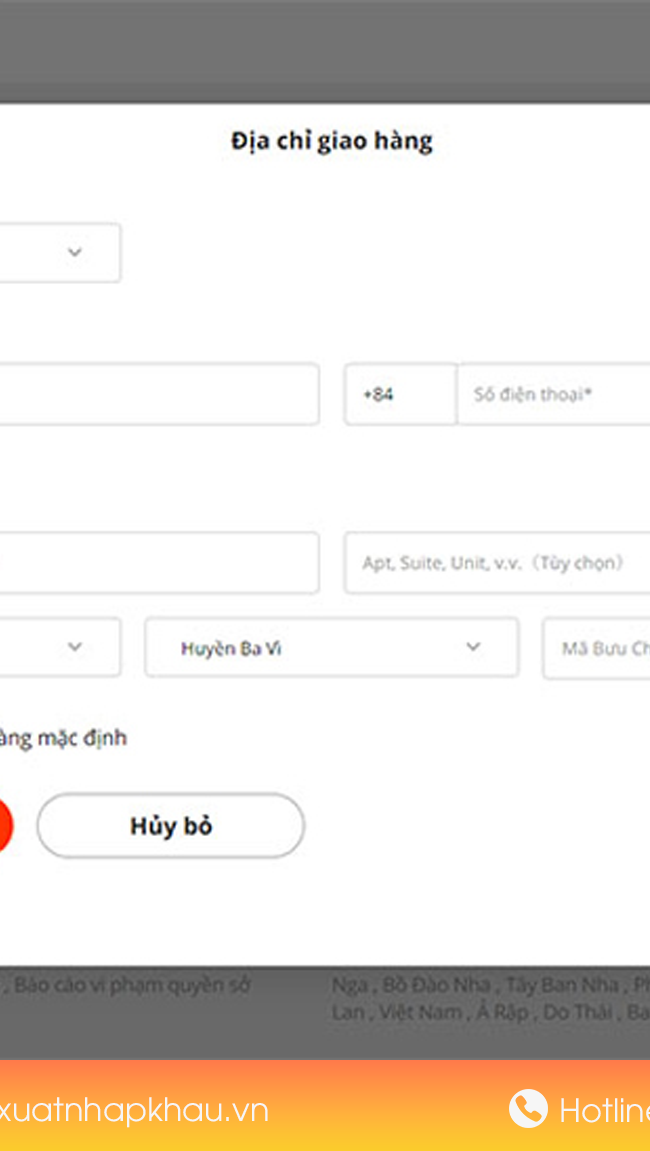 Địa chỉ giao hàng
+84 Số điện thoại*
Apt, Suite, Unit, v.v. (Tùy chọn)
Huyền Ba Vì Mã Bưu Ch
àng mặc định
Hủy bỏ
, Báo cáo vi phạm quyền sở
Nga , Bồ Đào Nha , Tây Ban Nha , Ph
Lan , Việt Nam , Ả Rập , Do Thái , Ba
xuatnhapkhau.vn
Hotline